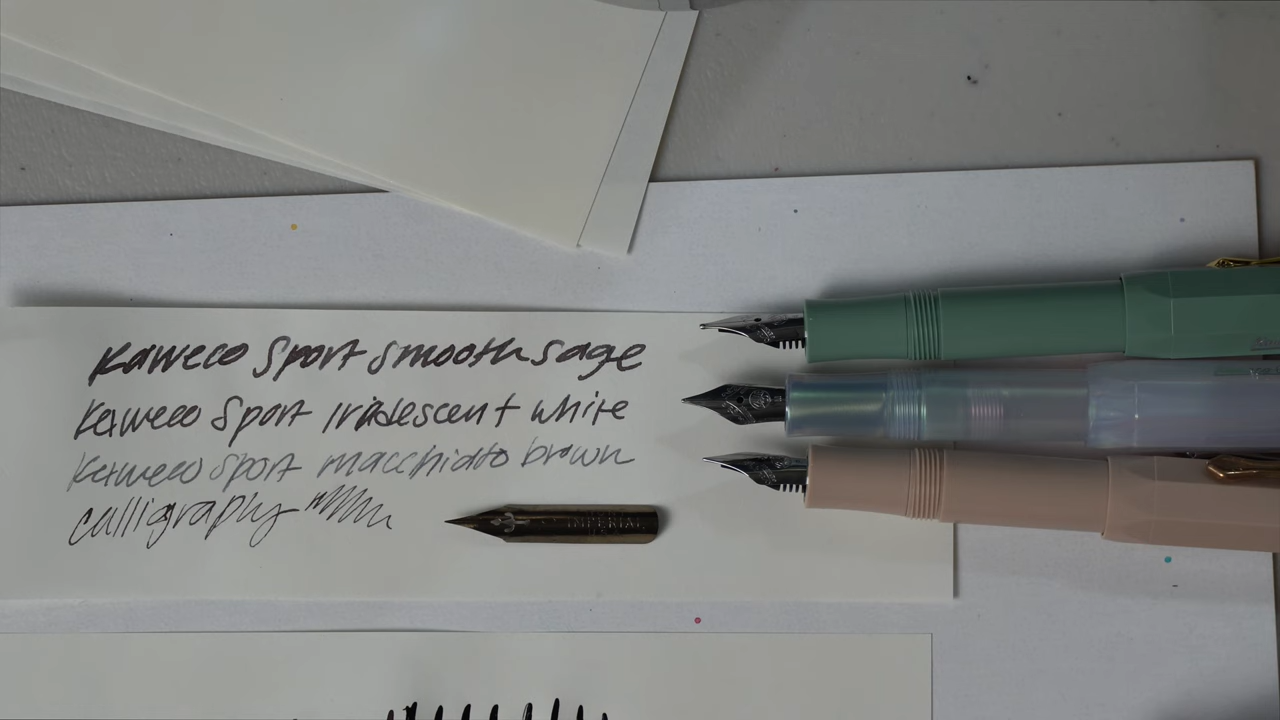 Kaweco Sport smooth sage
Kaweco Sport Iridescent white
Kaweco Sport macchiato brown
calligraphy
IMPERIAL